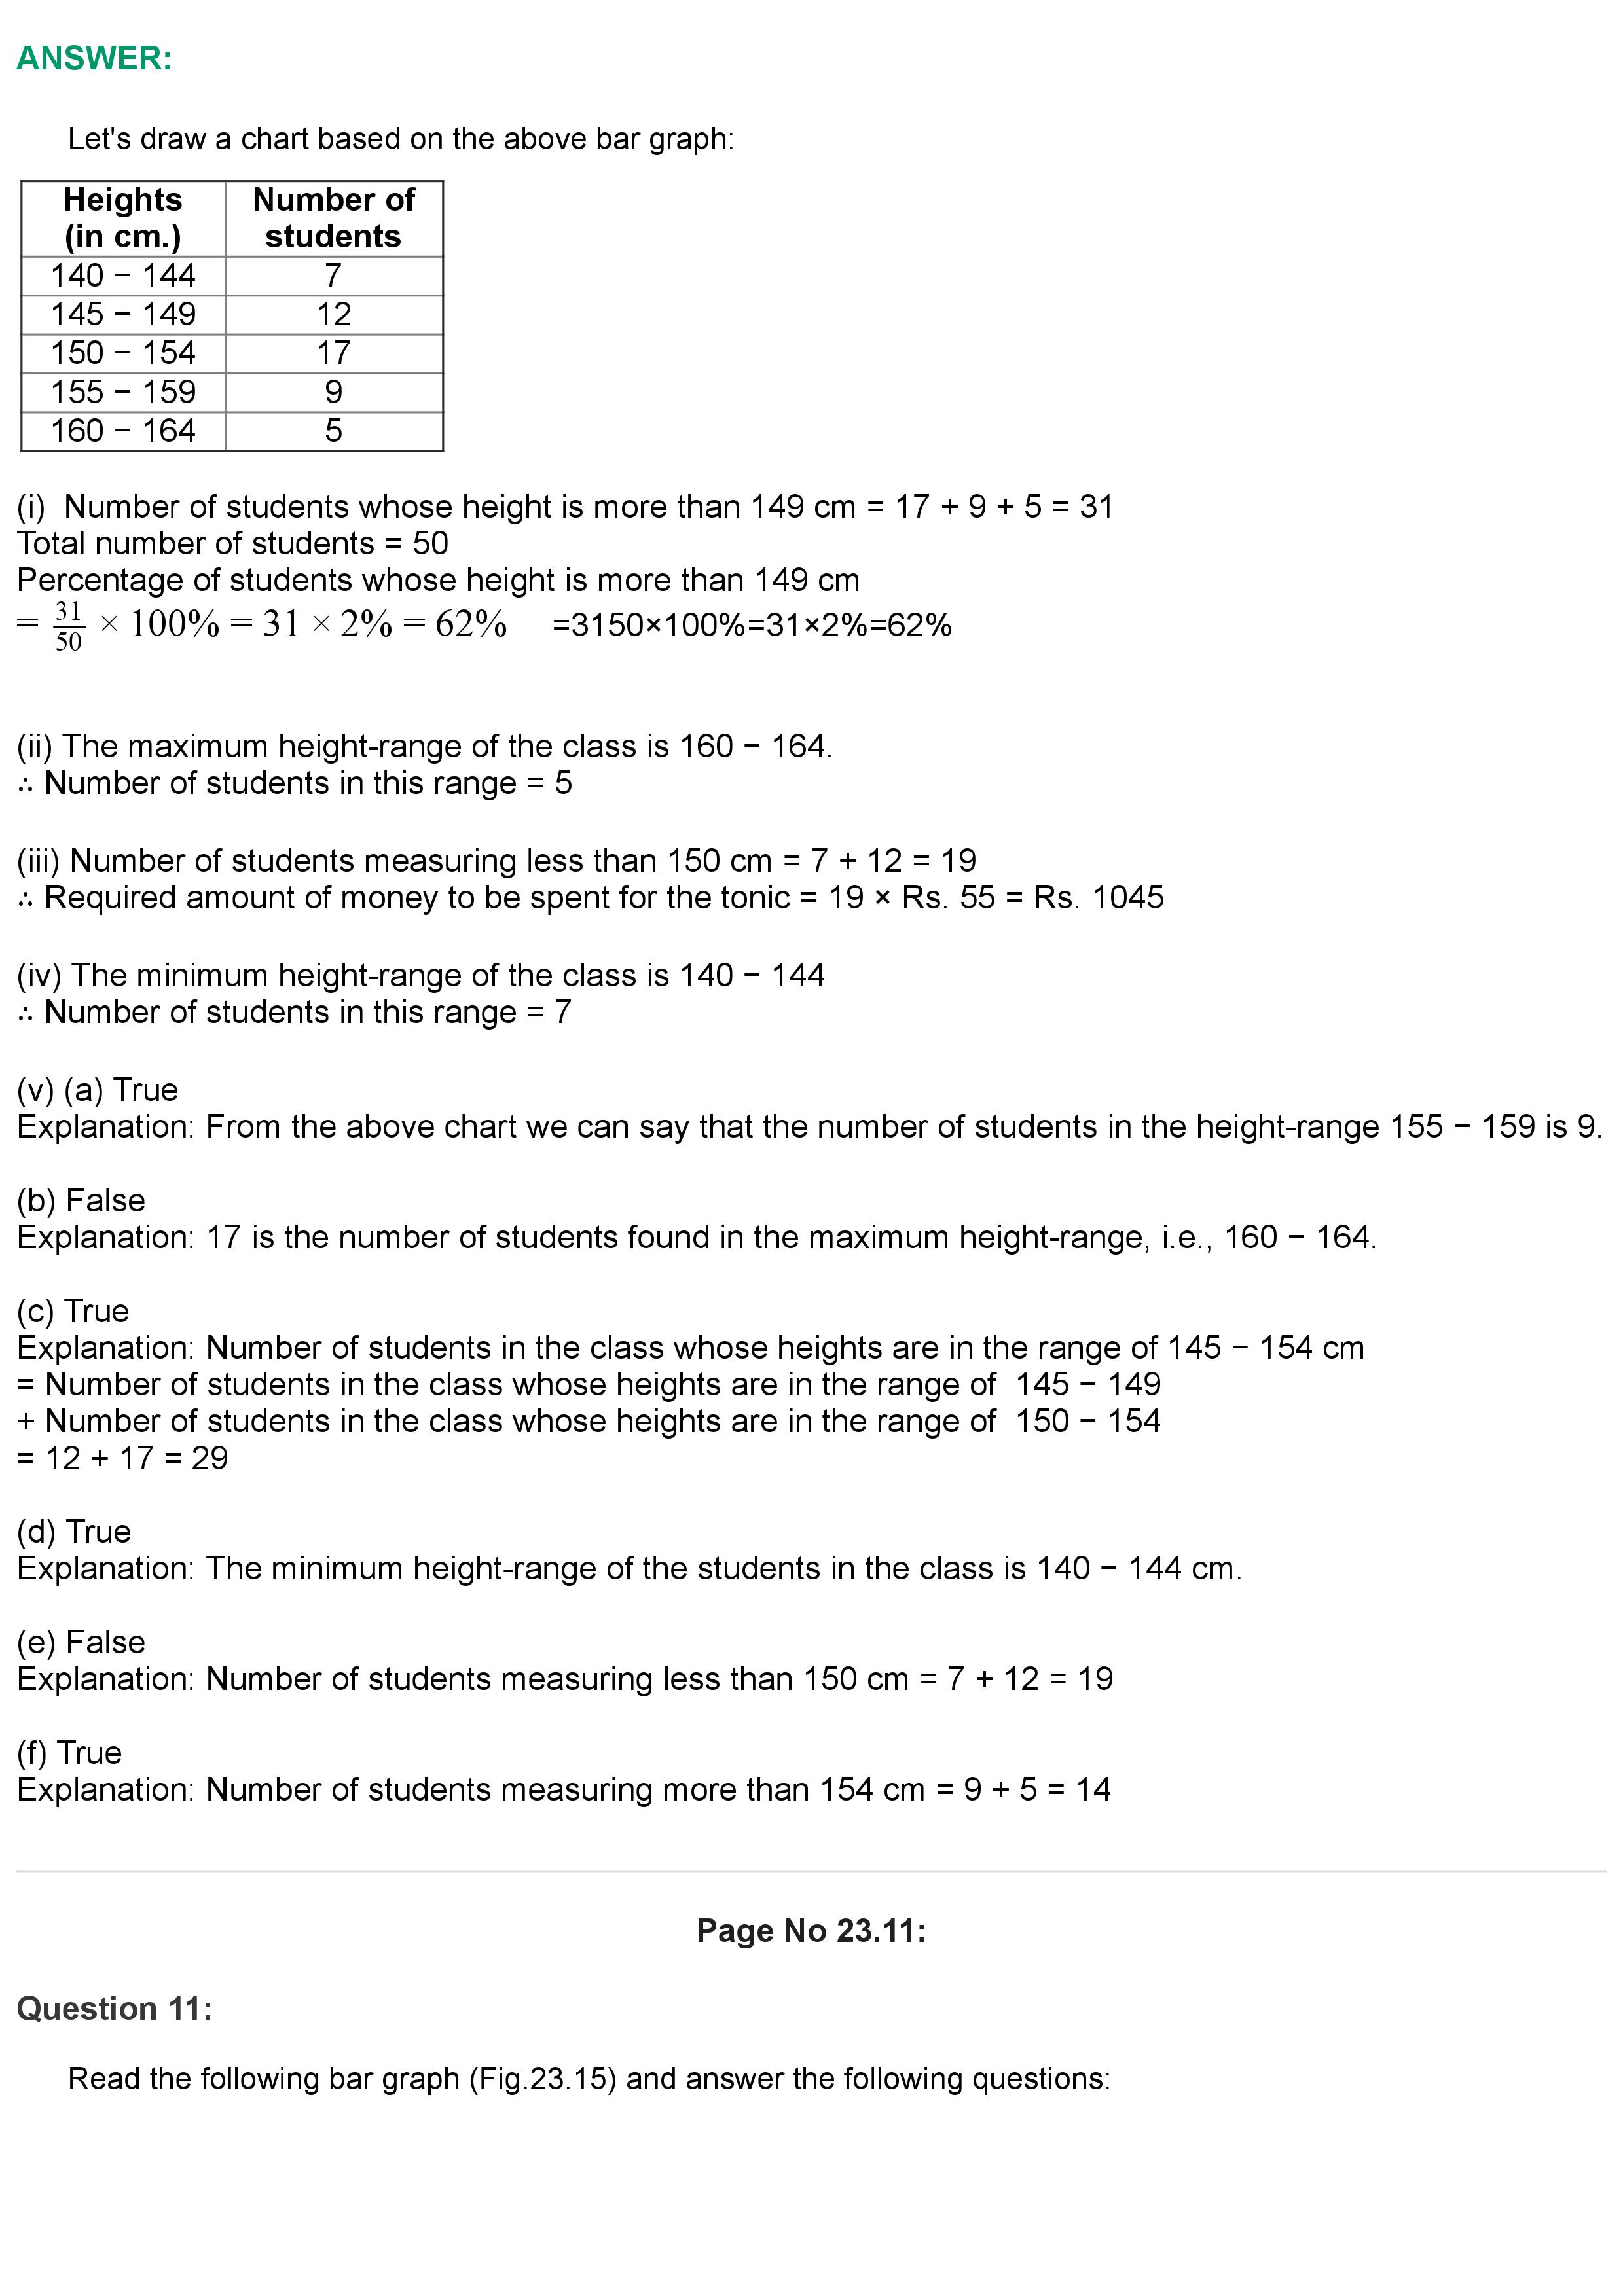 ANSWER:
Let's draw a chart based on the above bar graph:
Heights (in cm.) Number of students
140 − 144 7
145 − 149 12
150 − 154 17
155 − 159 9
160 − 164 5
(i)  Number of students whose height is more than 149 cm = 17 + 9 + 5 = 31
Total number of students = 50
Percentage of students whose height is more than 149 cm
= 31/50 × 100% = 31 × 2% = 62% =3150×100%=31×2%=62%
(ii) The maximum height-range of the class is 160 − 164.
∴ Number of students in this range = 5
(iii) Number of students measuring less than 150 cm = 7 + 12 = 19
∴ Required amount of money to be spent for the tonic = 19 × Rs. 55 = Rs. 1045
(iv) The minimum height-range of the class is 140 − 144
∴ Number of students in this range = 7
(v) (a) True
Explanation: From the above chart we can say that the number of students in the height-range 155 − 159 is 9.
(b) False
Explanation: 17 is the number of students found in the maximum height-range, i.e., 160 − 164.
(c) True
Explanation: Number of students in the class whose heights are in the range of 145 − 154 cm
= Number of students in the class whose heights are in the range of  145 − 149
+ Number of students in the class whose heights are in the range of  150 − 154
= 12 + 17 = 29
(d) True
Explanation: The minimum height-range of the students in the class is 140 − 144 cm.
(e) False
Explanation: Number of students measuring less than 150 cm = 7 + 12 = 19
(f) True
Explanation: Number of students measuring more than 154 cm = 9 + 5 = 14
Page No 23.11:
Question 11:
Read the following bar graph (Fig.23.15) and answer the following questions: